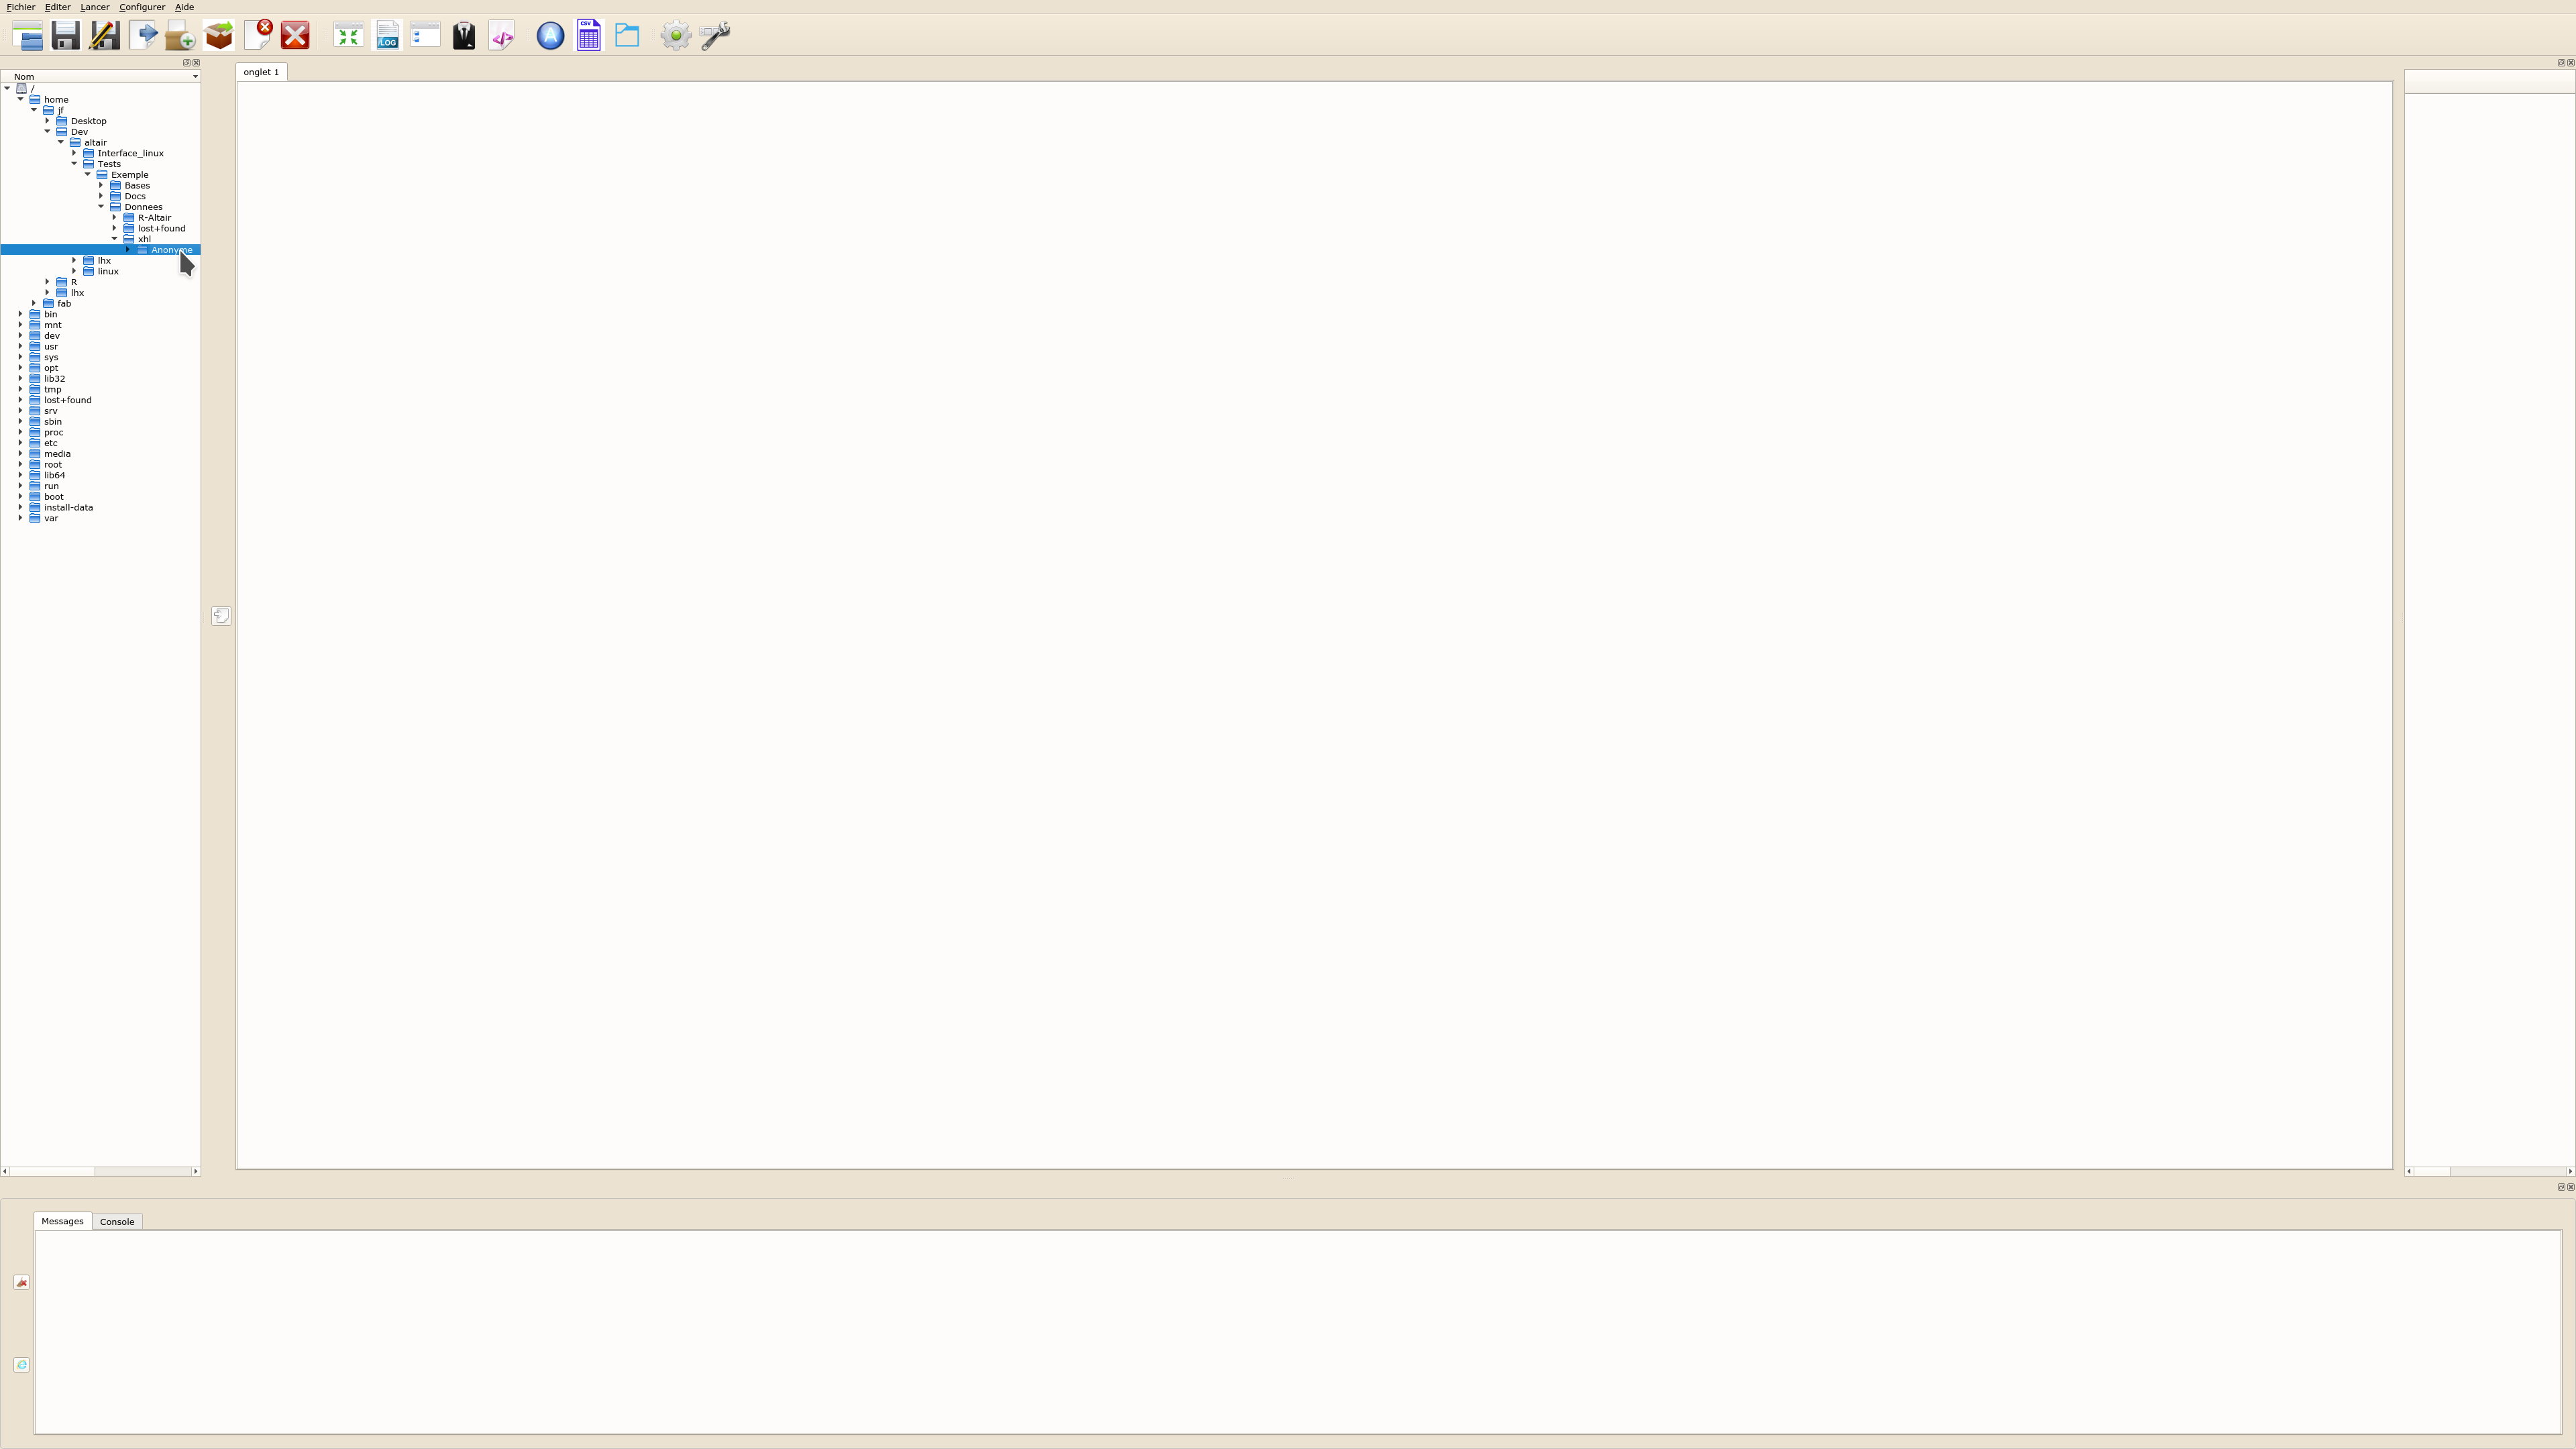 Fichier Editer Lancer Configurer Aide
LOG
A
CSV
Nom
onglet 1
/
home
jf
Desktop
Dev
altair
Interface_linux
Tests
Exemple
Bases
Docs
Donnees
R-Altair
lost+found
xhl
Anonyme
lhx
linux
R
lhx
fab
bin
mnt
dev
usr
sys
opt
lib32
tmp
lost+found
srv
sbin
proc
etc
media
root
lib64
run
boot
install-data
var
Messages Console